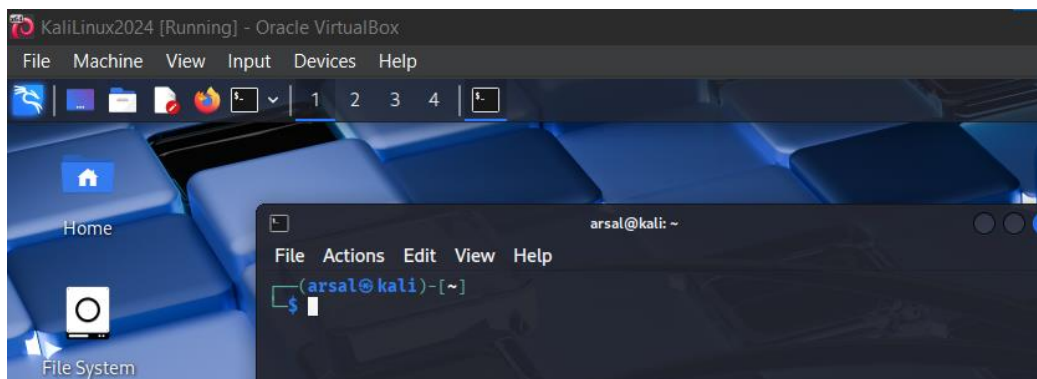 KaliLinux2024 [Running] - Oracle VirtualBox
File Machine View Input Devices Help
1 2 3 4
Home
arsal@kali: ~
File Actions Edit View Help
(arsal㉿kali)-[~]
$
File System